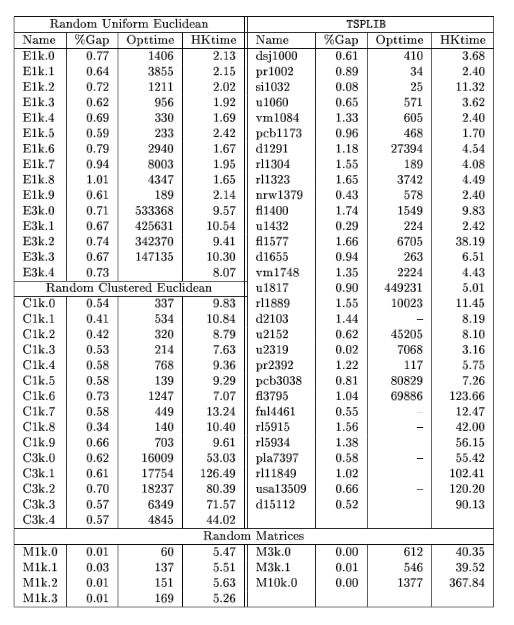 Random Uniform Euclidean TSPLIB
Name %Gap Opttime HKtime Name %Gap Opttime HKtime
E1k.0 0.77 1406 2.13 dsj1000 0.61 410 3.68
E1k.1 0.64 3855 2.15 pr1002 0.89 34 2.40
E1k.2 0.72 1211 2.02 si1032 0.08 25 11.32
E1k.3 0.62 956 1.92 u1060 0.65 571 3.62
E1k.4 0.69 330 1.69 vm1084 1.33 605 2.40
E1k.5 0.59 233 2.42 pcb1173 0.96 468 1.70
E1k.6 0.79 2940 1.67 d1291 1.18 27394 4.54
E1k.7 0.94 8003 1.95 rl1304 1.55 189 4.08
E1k.8 1.01 4347 1.65 rl1323 1.65 3742 4.49
E1k.9 0.61 189 2.14 nrw1379 0.43 578 2.40
E3k.0 0.71 533368 9.57 fl1400 1.74 1549 9.83
E3k.1 0.67 425631 10.54 u1432 0.29 224 2.42
E3k.2 0.74 342370 9.41 fl1577 1.66 6705 38.19
E3k.3 0.67 147135 10.30 d1655 0.94 263 6.51
E3k.4 0.73 8.07 vm1748 1.35 2224 4.43
Random Clustered Euclidean u1817 0.90 449231 5.01
C1k.0 0.54 337 9.83 rl1889 1.55 10023 11.45
C1k.1 0.41 534 10.84 d2103 1.44 – 8.19
C1k.2 0.42 320 8.79 u2152 0.62 45205 8.10
C1k.3 0.53 214 7.63 u2319 0.02 7068 3.16
C1k.4 0.58 768 9.36 pr2392 1.22 117 5.75
C1k.5 0.58 139 9.29 pcb3038 0.81 80829 7.26
C1k.6 0.73 1247 7.07 fl3795 1.04 69886 123.66
C1k.7 0.58 449 13.24 fnl4461 0.55 – 12.47
C1k.8 0.34 140 10.40 rl5915 1.56 – 42.00
C1k.9 0.66 703 9.61 rl5934 1.38 56.15
C3k.0 0.62 16009 53.03 pla7397 0.58 – 55.42
C3k.1 0.61 17754 126.49 rl11849 1.02 102.41
C3k.2 0.70 18237 80.39 usa13509 0.66 – 120.20
C3k.3 0.57 6349 71.57 d15112 0.52 90.13
C3k.4 0.57 4845 44.02
Random Matrices
M1k.0 0.01 60 5.47 M3k.0 0.00 612 40.35
M1k.1 0.03 137 5.51 M3k.1 0.01 546 39.52
M1k.2 0.01 151 5.63 M10k.0 0.00 1377 367.84
M1k.3 0.01 169 5.26